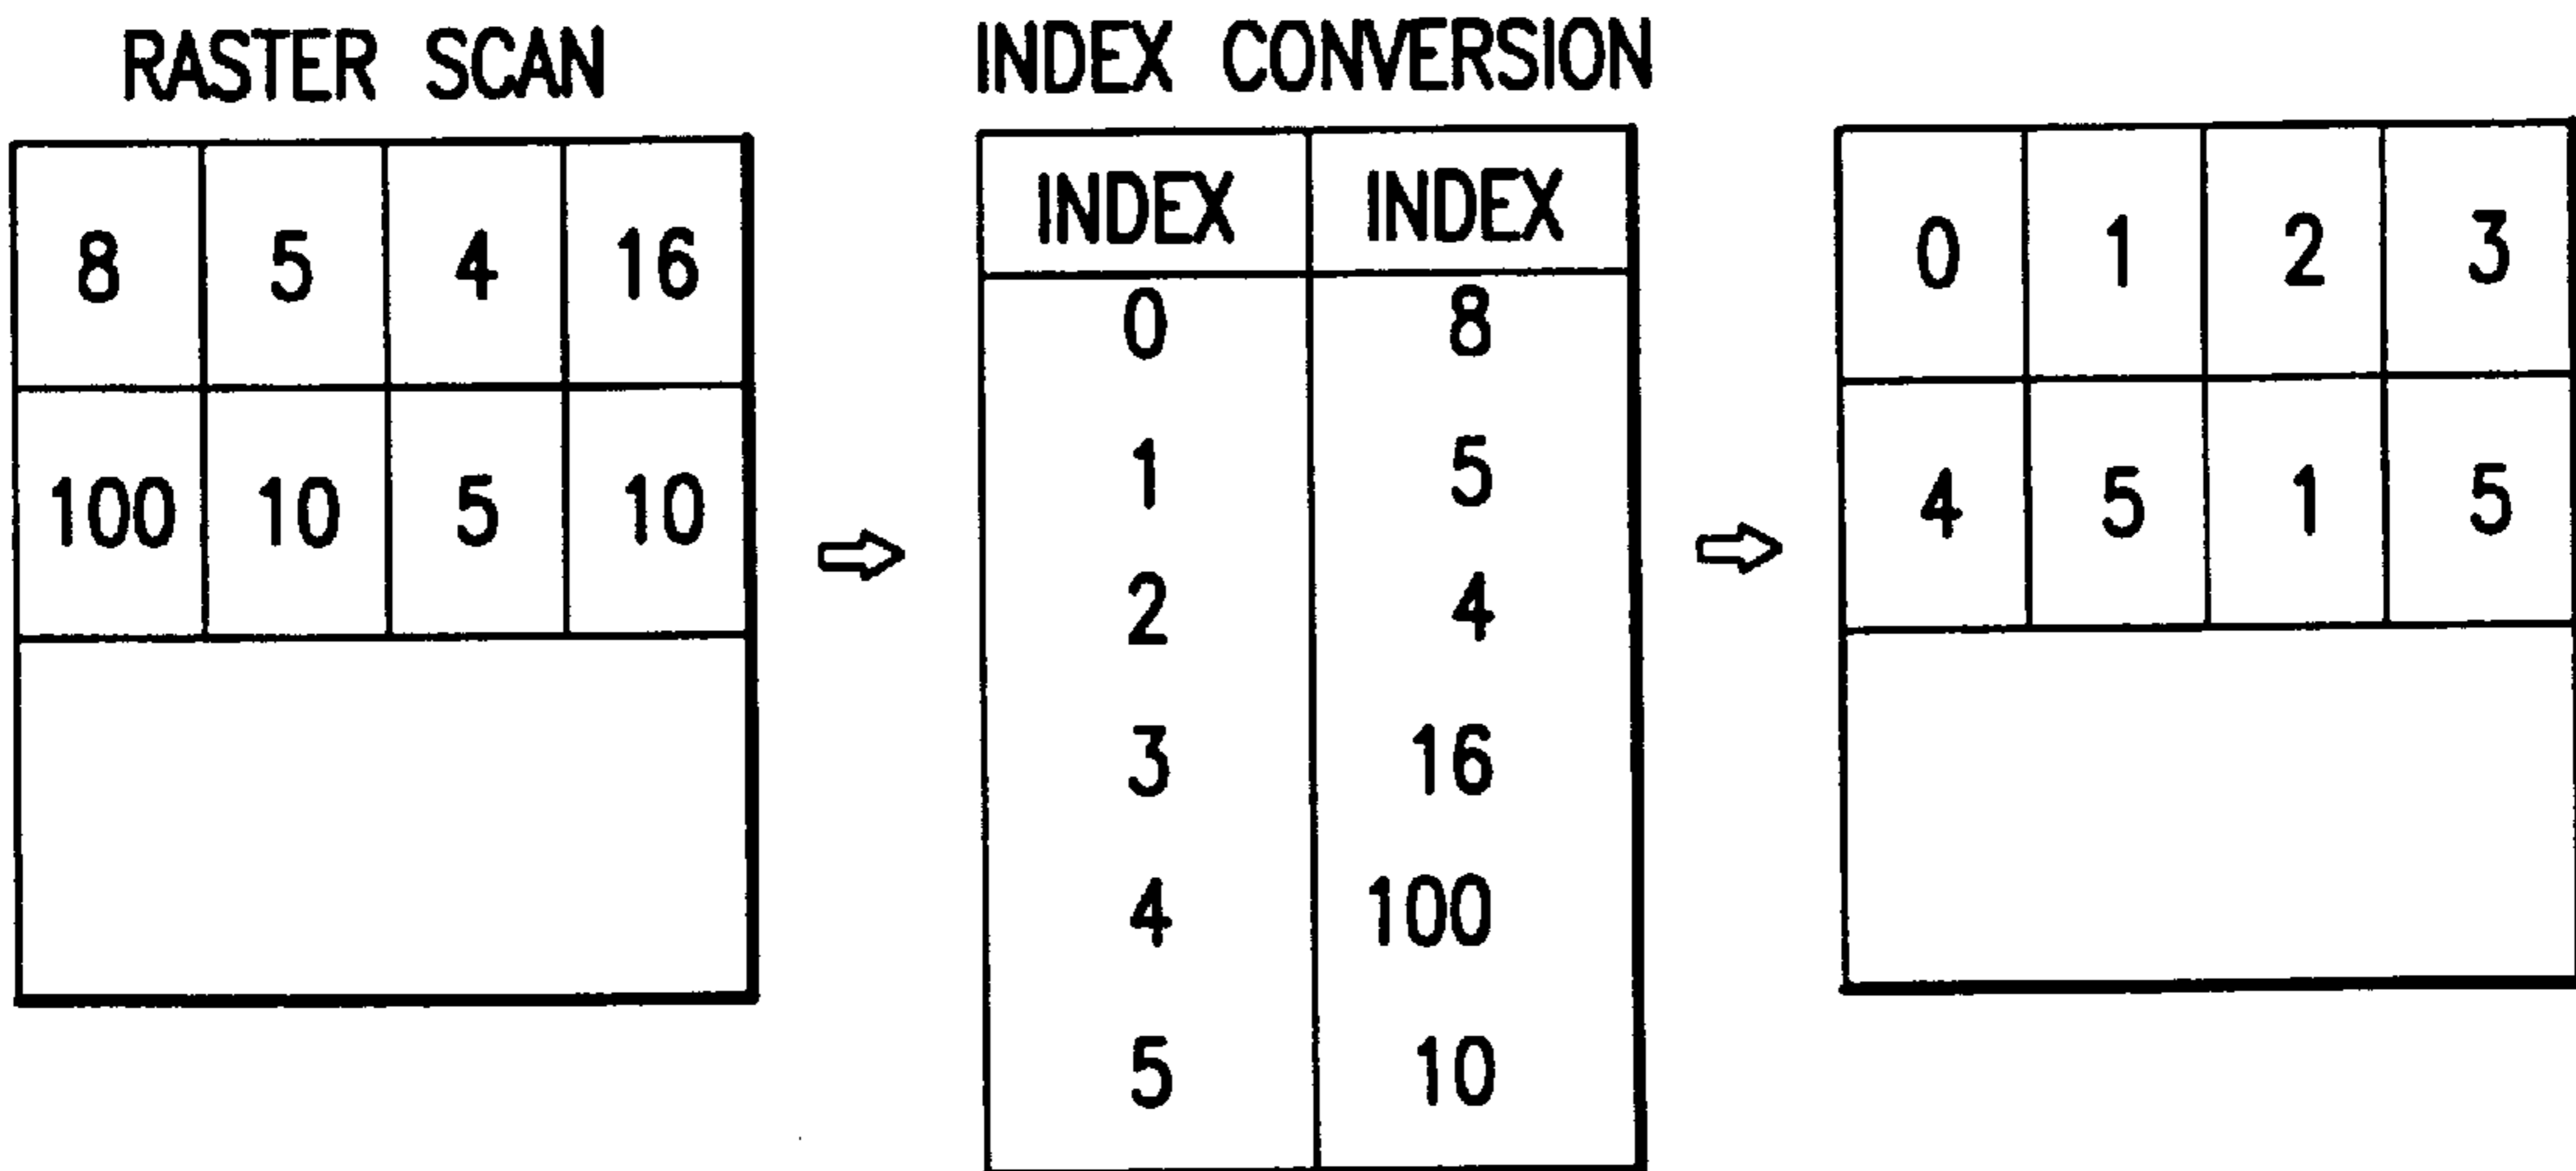 RASTER SCAN
8 5 4 16
100 10 5 10
INDEX CONVERSION
INDEX INDEX
0 8
1 5
2 4
3 16
4 100
5 10
0 1 2 3
4 5 1 5